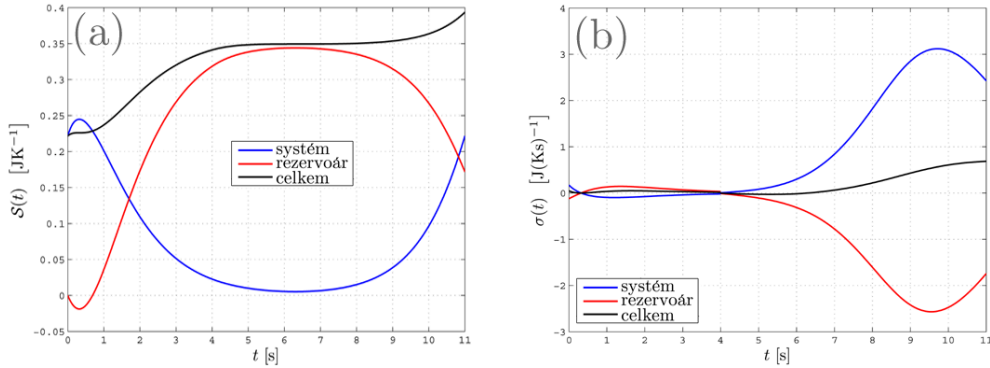 (a)
0.4
0.35
0.3
0.25
0.2
0.15
0.1
0.05
0
-0.05
0 1 2 3 4 5 6 7 8 9 10 11
S(t) [JK⁻¹]
t [s]
systém
rezervoár
celkem
(b)
4
3
2
1
0
-1
-2
-3
0 1 2 3 4 5 6 7 8 9 10 11
σ(t) [J(Ks)⁻¹]
t [s]
systém
rezervoár
celkem